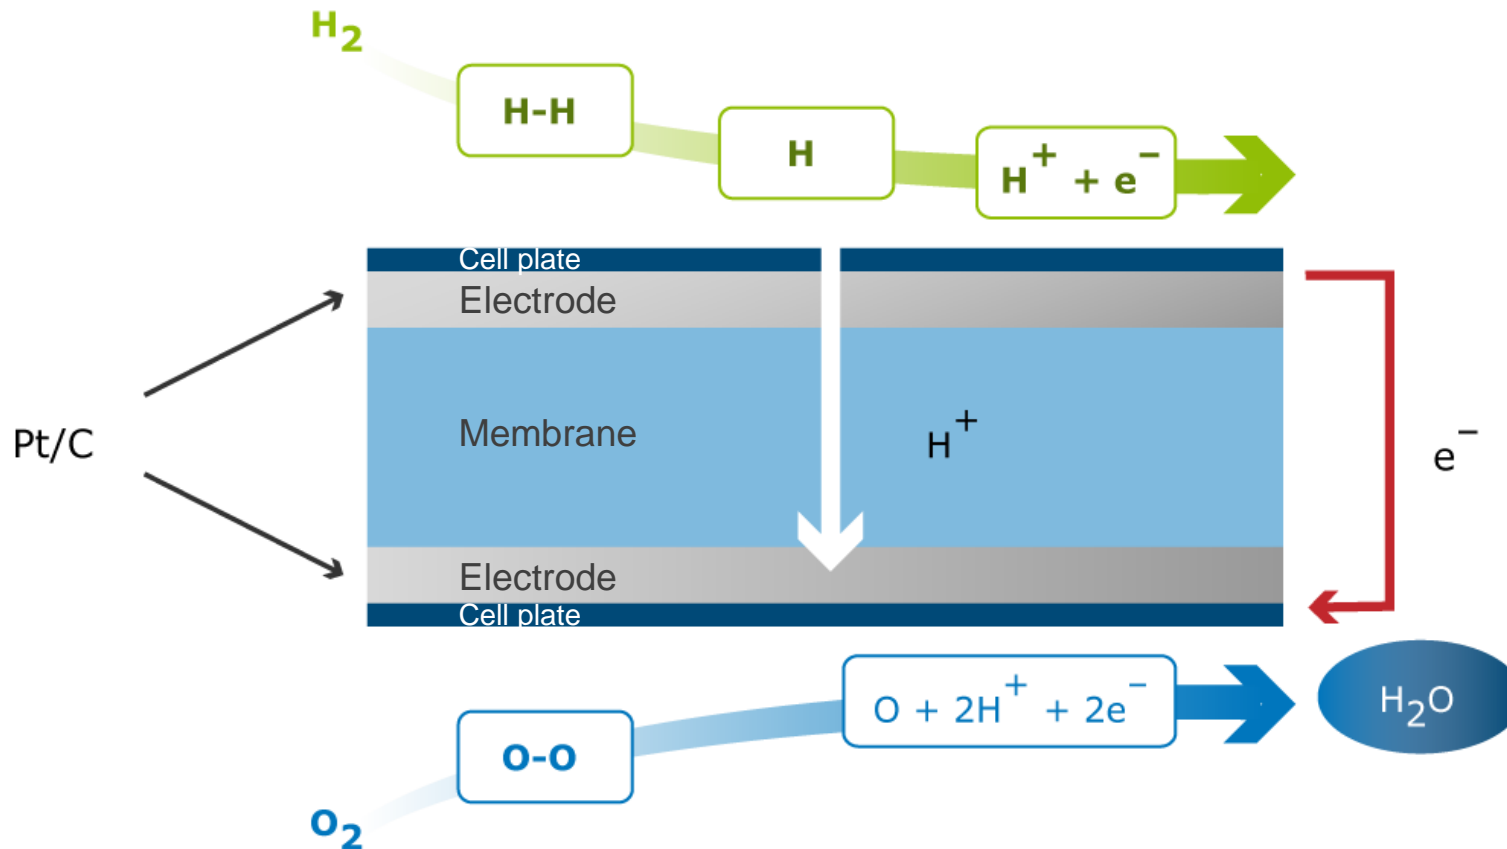 H₂
H-H
H
H⁺ + e⁻
Cell plate
Electrode
Pt/C
Membrane
H⁺
e⁻
Electrode
Cell plate
O + 2H⁺ + 2e⁻
H₂O
O-O
O₂